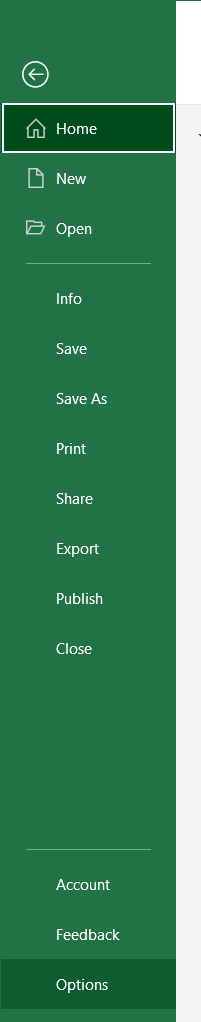 Home
New
Open
Info
Save
Save As
Print
Share
Export
Publish
Close
Account
Feedback
Options